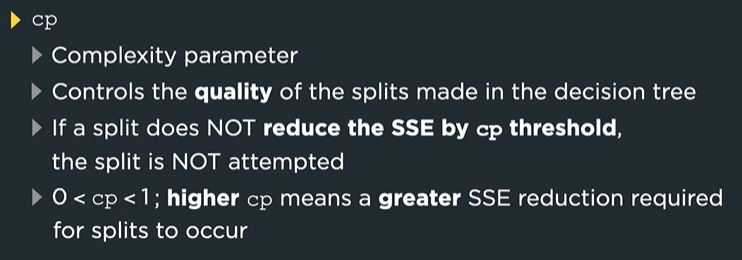 cp
Complexity parameter
Controls the quality of the splits made in the decision tree
If a split does NOT reduce the SSE by cp threshold,
the split is NOT attempted
0 < cp < 1; higher cp means a greater SSE reduction required
for splits to occur